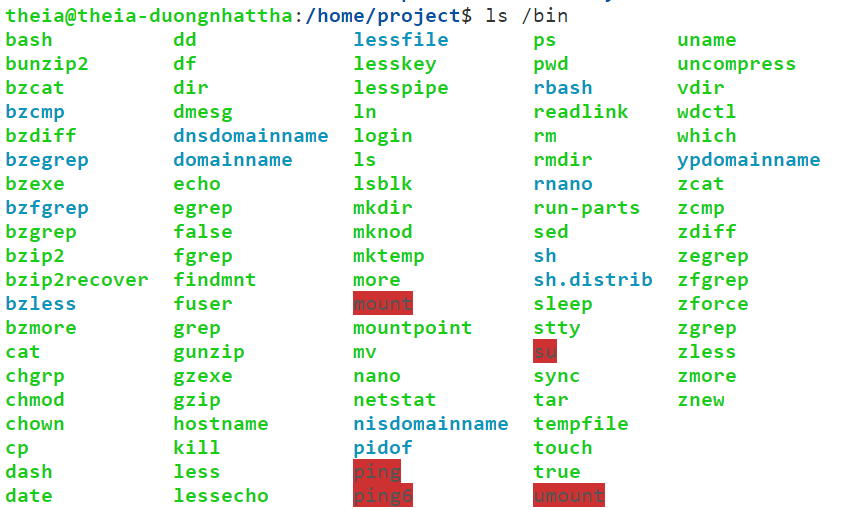 theia@theia-duongnhattha:/home/project$ ls /bin
bash dd lessfile ps uname
bunzip2 df lesskey pwd uncompress
bzcat dir lesspipe rbash vdir
bzcmp dmesg ln readlink wdctl
bzdiff dnsdomainname login rm which
bzegrep domainname ls rmdir ypdomainname
bzexe echo lsblk rnano zcat
bzfgrep egrep mkdir run-parts zcmp
bzgrep false mknod sed zdiff
bzip2 fgrep mktemp sh zegrep
bzip2recover findmnt more sh.distrib zfgrep
bzless fuser mount sleep zforce
bzmore grep mountpoint stty zgrep
cat gunzip mv su zless
chgrp gzexe nano sync zmore
chmod gzip netstat tar znew
chown hostname nisdomainname tempfile
cp kill pidof touch
dash less ping true
date lessecho ping6 umount